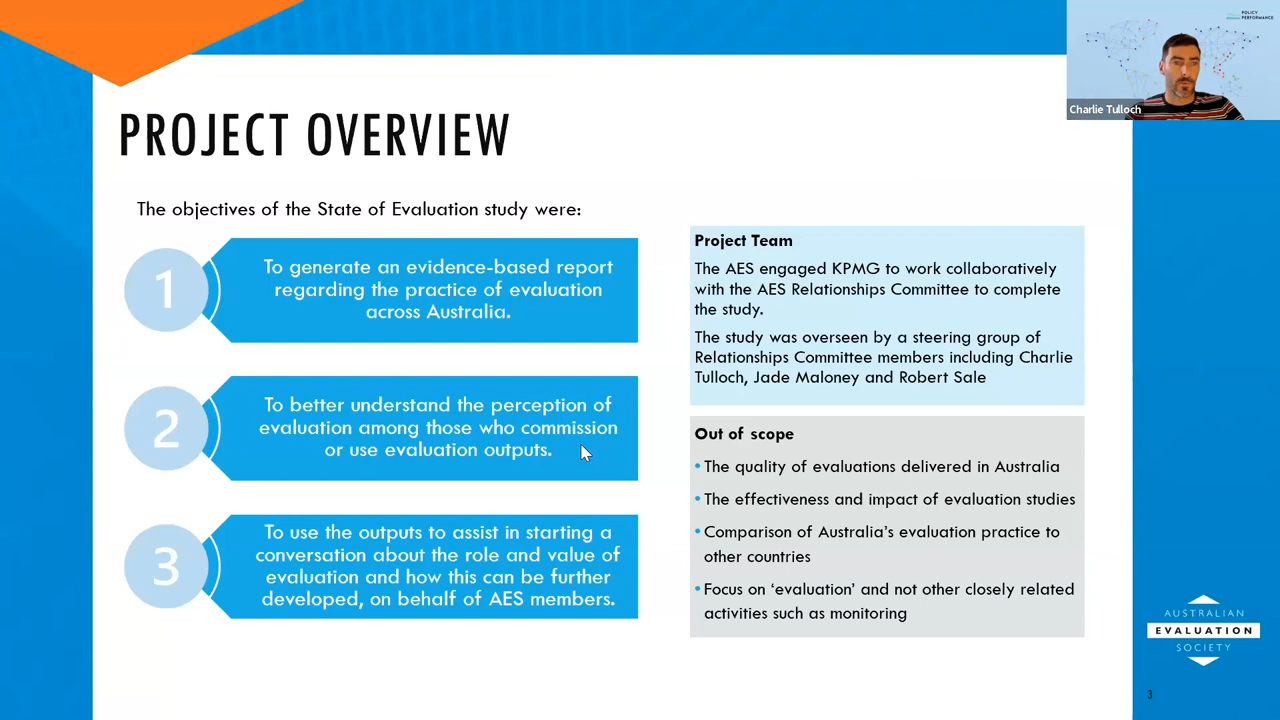 PROJECT OVERVIEW
The objectives of the State of Evaluation study were:
1
To generate an evidence-based report
regarding the practice of evaluation
across Australia.
2
To better understand the perception of
evaluation among those who commission
or use evaluation outputs.
3
To use the outputs to assist in starting a
conversation about the role and value of
evaluation and how this can be further
developed, on behalf of AES members.
Project Team
The AES engaged KPMG to work collaboratively
with the AES Relationships Committee to complete
the study.
The study was overseen by a steering group of
Relationships Committee members including Charlie
Tulloch, Jade Maloney and Robert Sale
Out of scope
• The quality of evaluations delivered in Australia
• The effectiveness and impact of evaluation studies
• Comparison of Australia's evaluation practice to
other countries
• Focus on ‘evaluation’ and not other closely related
activities such as monitoring
POLICY
PERFORMANCE
Charlie Tulloch
AUSTRALIAN
EVALUATION
SOCIETY
3